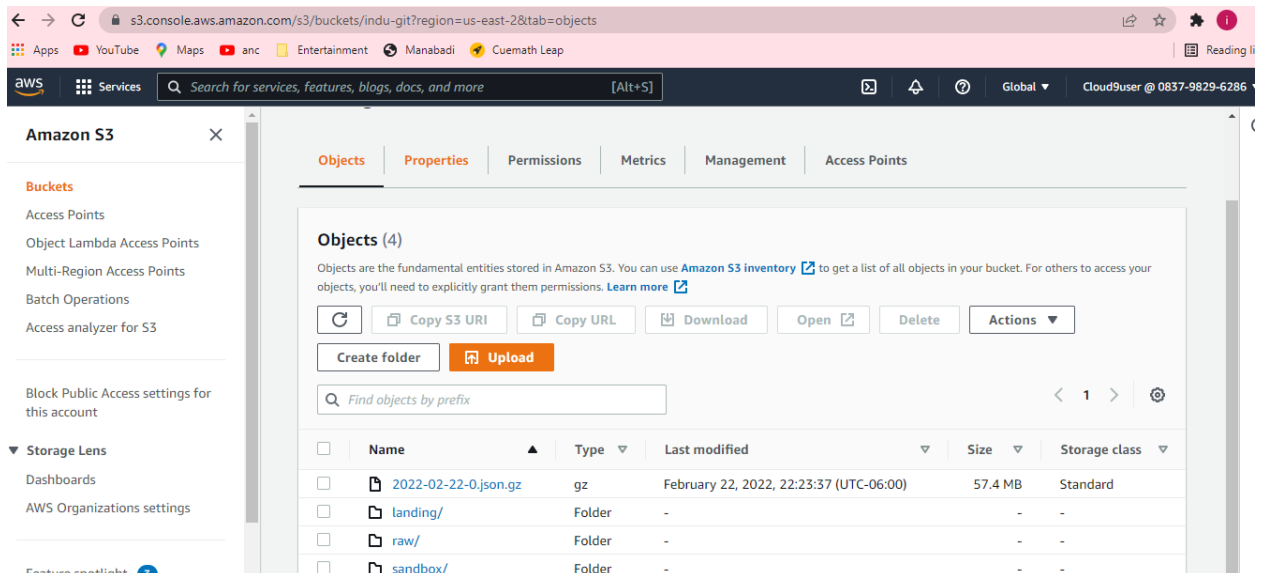 s3.console.aws.amazon.com/s3/buckets/indu-git?region=us-east-2&tab=objects
i
Apps YouTube Maps anc Entertainment Manabadi Cuemath Leap Reading li
aws Services Search for services, features, blogs, docs, and more [Alt+S] Global Cloud9user @ 0837-9829-6286
Amazon S3
Buckets
Access Points
Object Lambda Access Points
Multi-Region Access Points
Batch Operations
Access analyzer for S3
Block Public Access settings for
this account
Storage Lens
Dashboards
AWS Organizations settings
Feature spotlight 3
Objects Properties Permissions Metrics Management Access Points
Objects (4)
Objects are the fundamental entities stored in Amazon S3. You can use Amazon S3 inventory to get a list of all objects in your bucket. For others to access your
objects, you'll need to explicitly grant them permissions. Learn more
Copy S3 URI Copy URL Download Open Delete Actions
Create folder Upload
Find objects by prefix 1
Name Type Last modified Size Storage class
2022-02-22-0.json.gz gz February 22, 2022, 22:23:37 (UTC-06:00) 57.4 MB Standard
landing/ Folder - - -
raw/ Folder - - -
sandbox/ Folder - - -